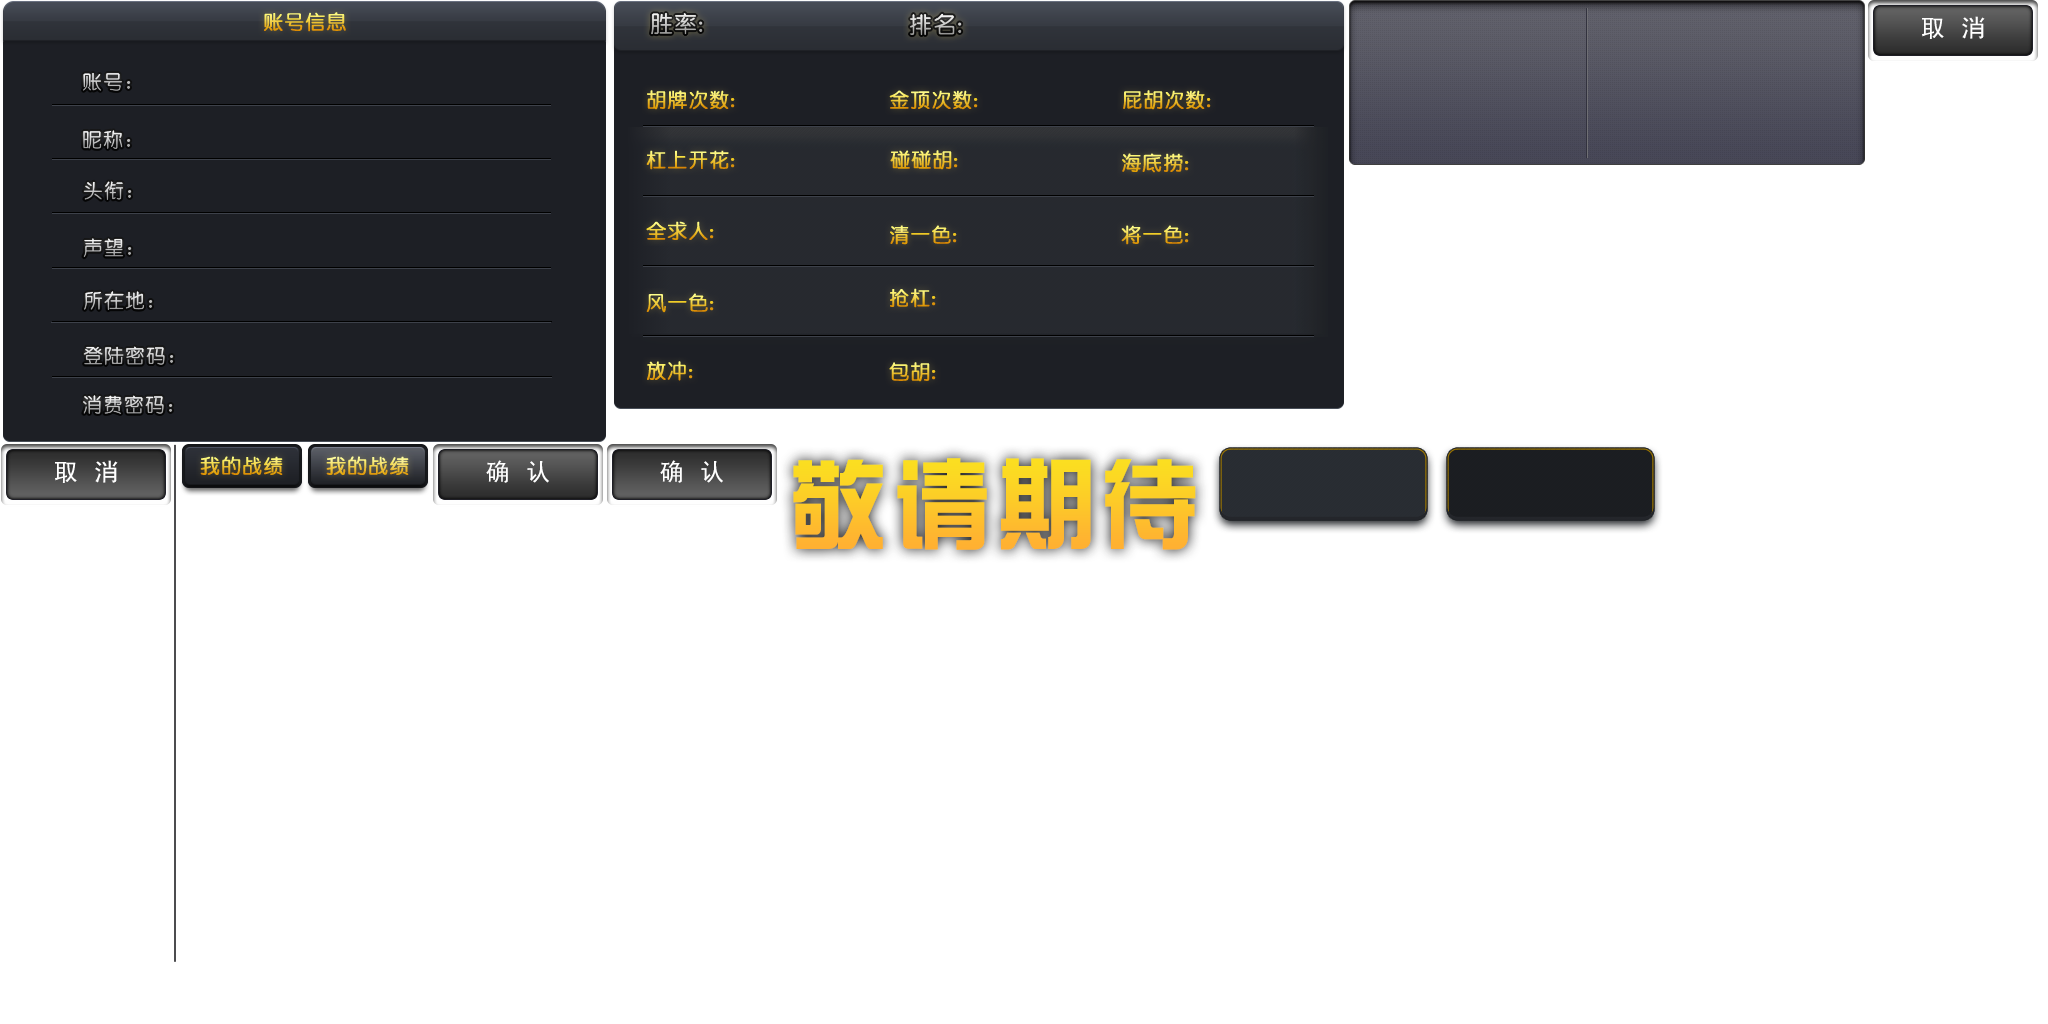 账号信息
账号:
昵称:
头衔:
声望:
所在地:
登陆密码:
消费密码:
胜率: 排名:
胡牌次数: 金顶次数: 屁胡次数:
杠上开花: 碰碰胡: 海底捞:
全求人: 清一色: 将一色:
风一色: 抢杠:
放冲: 包胡:
取 消
取 消
我的战绩
我的战绩
确 认
确 认
敬请期待